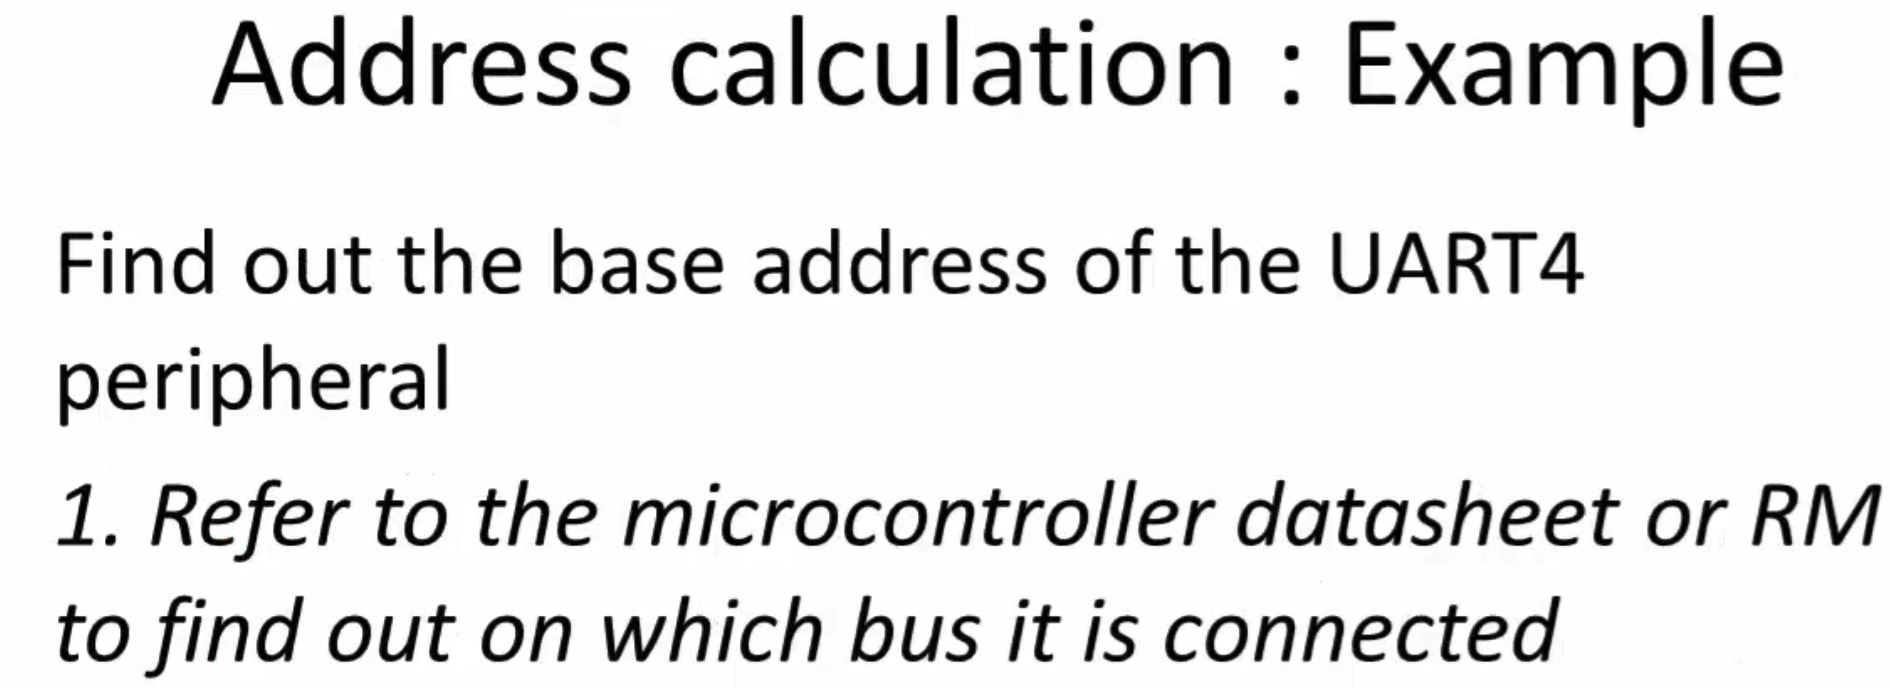 Address calculation : Example
Find out the base address of the UART4
peripheral
1. Refer to the microcontroller datasheet or RM
to find out on which bus it is connected